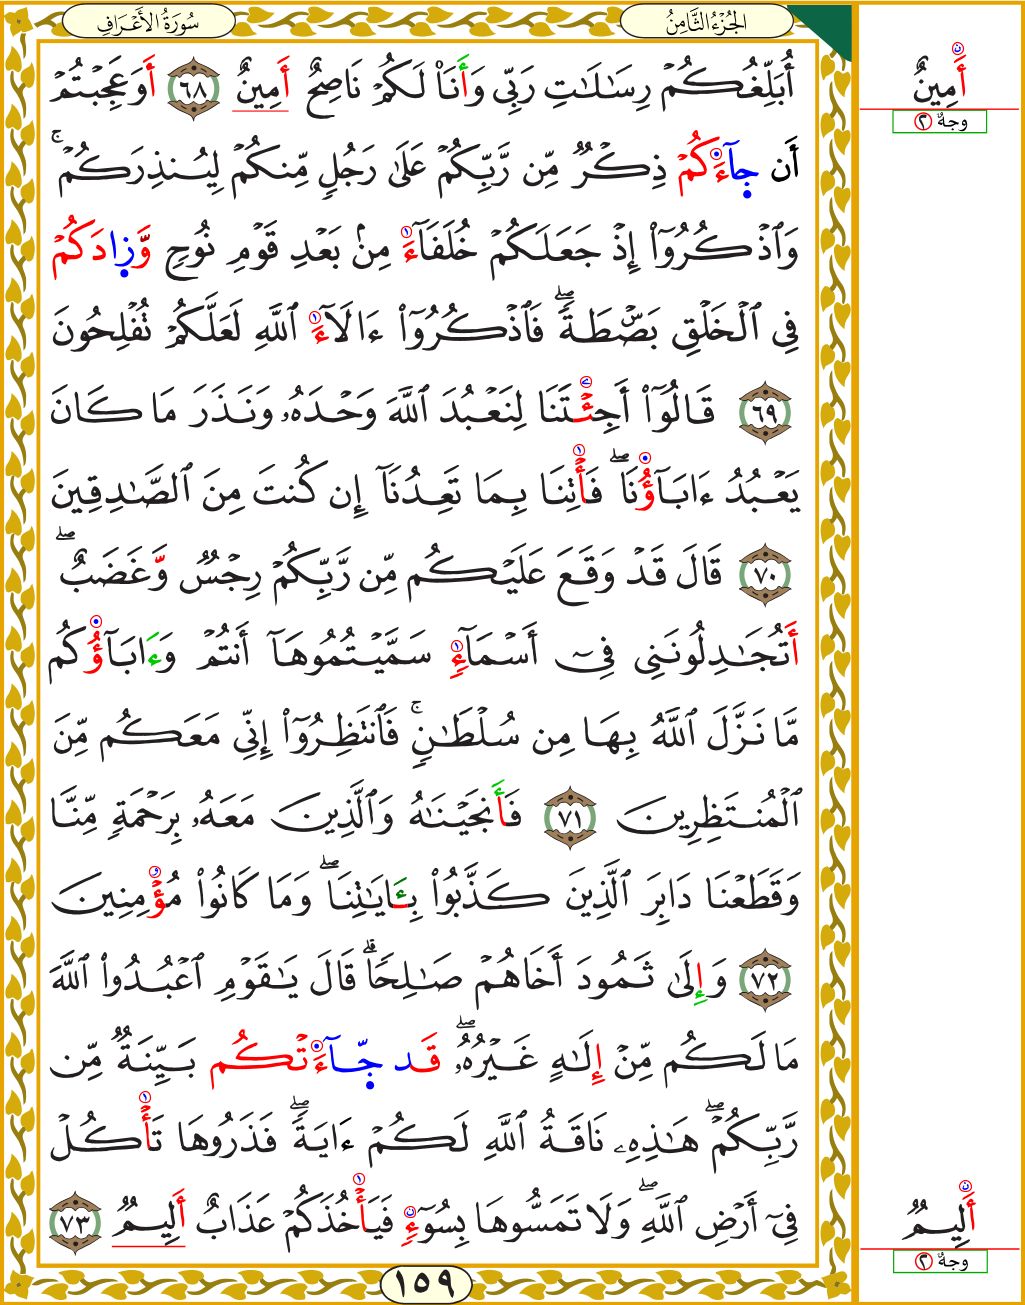 سُورَةُ الأَعْرَافِ
الجُزْءُ الثَّامِنُ
أُبَلِّغُكُمْ رِسَٰلَٰتِ رَبِّي وَأَنَا۠ لَكُمْ نَاصِحٌ أَمِينٌ ٦٨ أَوَعَجِبْتُمْ
أَن جَآءَكُمْ ذِكْرٌ مِّن رَّبِّكُمْ عَلَىٰ رَجُلٍ مِّنكُمْ لِيُنذِرَكُمْ ۚ
وَٱذْكُرُوٓا۟ إِذْ جَعَلَكُمْ خُلَفَآءَ مِنۢ بَعْدِ قَوْمِ نُوحٍ وَّزِادَكُمْ
فِي ٱلْخَلْقِ بَصْۜطَةً ۖ فَٱذْكُرُوٓا۟ ءَالَآءَ ٱللَّهِ لَعَلَّكُمْ تُفْلِحُونَ
٦٩ قَالُوٓا۟ أَجِئْتَنَا لِنَعْبُدَ ٱللَّهَ وَحْدَهُۥ وَنَذَرَ مَا كَانَ
يَعْبُدُ ءَابَآؤُنَا ۖ فَأْتِنَا بِمَا تَعِدُنَآ إِن كُنتَ مِنَ ٱلصَّٰدِقِينَ
٧٠ قَالَ قَدْ وَقَعَ عَلَيْكُم مِّن رَّبِّكُمْ رِجْسٌ وَّغَضَبٌ ۖ
أَتُجَٰدِلُونَنِي فِيٓ أَسْمَآءٍ سَمَّيْتُمُوهَآ أَنتُمْ وَءَابَآؤُكُم
مَّا نَزَّلَ ٱللَّهُ بِهَا مِن سُلْطَٰنٍ ۚ فَٱنتَظِرُوٓا۟ إِنِّي مَعَكُم مِّنَ
ٱلْمُنتَظِرِينَ ٧١ فَأَنجَيْنَٰهُ وَٱلَّذِينَ مَعَهُۥ بِرَحْمَةٍ مِّنَّا
وَقَطَعْنَا دَابِرَ ٱلَّذِينَ كَذَّبُوا۟ بِـَٔايَٰتِنَا ۖ وَمَا كَانُوا۟ مُؤْمِنِينَ
٧٢ وَإِلَىٰ ثَمُودَ أَخَاهُمْ صَٰلِحًا ۗ قَالَ يَٰقَوْمِ ٱعْبُدُوا۟ ٱللَّهَ
مَا لَكُم مِّنْ إِلَٰهٍ غَيْرُهُۥ ۖ قَد جَّآءَتْكُم بَيِّنَةٌ مِّن
رَّبِّكُمْ ۖ هَٰذِهِۦ نَاقَةُ ٱللَّهِ لَكُمْ ءَايَةً ۖ فَذَرُوهَا تَأْكُلْ
فِيٓ أَرْضِ ٱللَّهِ ۖ وَلَا تَمَسُّوهَا بِسُوٓءٍ فَيَأْخُذَكُمْ عَذَابٌ أَلِيمٌ ٧٣
١٥٩
أَمِينٌ
وجهٌ ٢
أَلِيمٌ
وجهٌ ٢